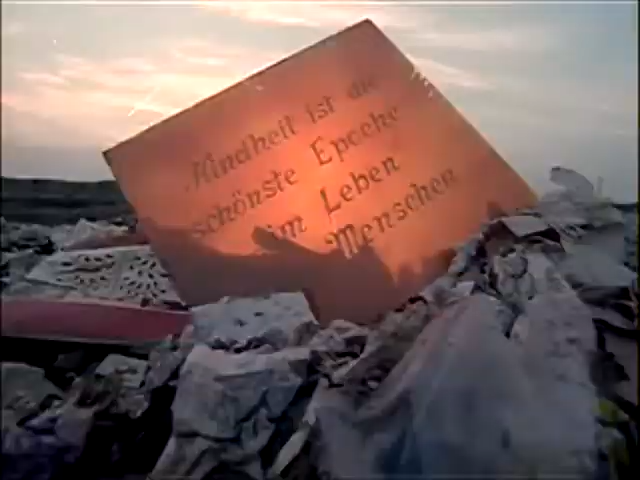 Kindheit ist die
schönste Epoche
im Leben
Menschen